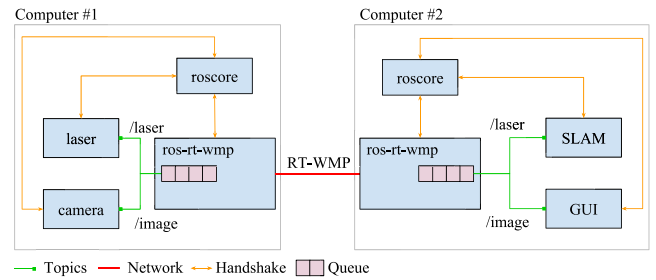 Computer #1
Computer #2
roscore
roscore
/laser
/laser
laser
ros-rt-wmp
RT-WMP
ros-rt-wmp
SLAM
camera
GUI
/image
/image
Topics
Network
Handshake
Queue